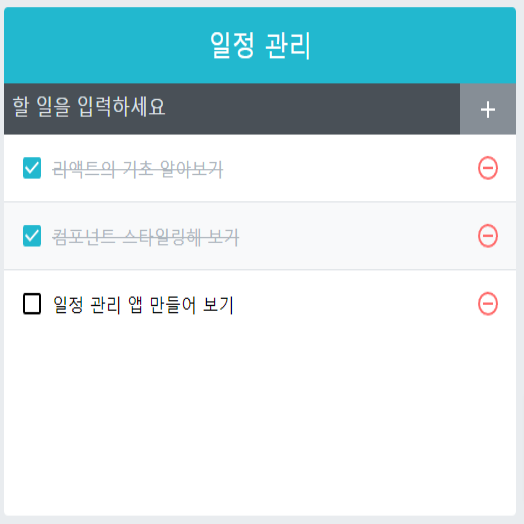 일정 관리
할 일을 입력하세요
+
리액트의 기초 알아보기
컴포넌트 스타일링해 보기
일정 관리 앱 만들어 보기